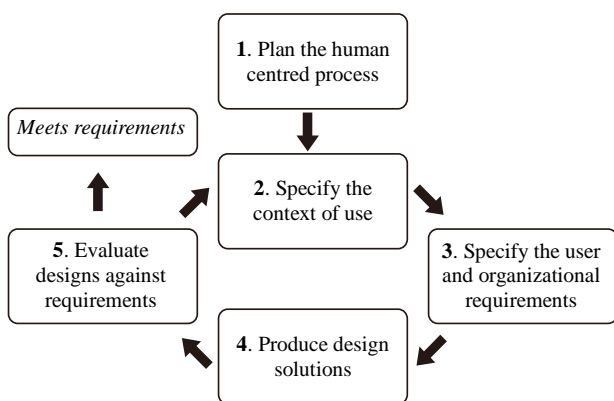 1. Plan the human
centred process
Meets requirements
2. Specify the
context of use
5. Evaluate
designs against
requirements
3. Specify the user
and organizational
requirements
4. Produce design
solutions